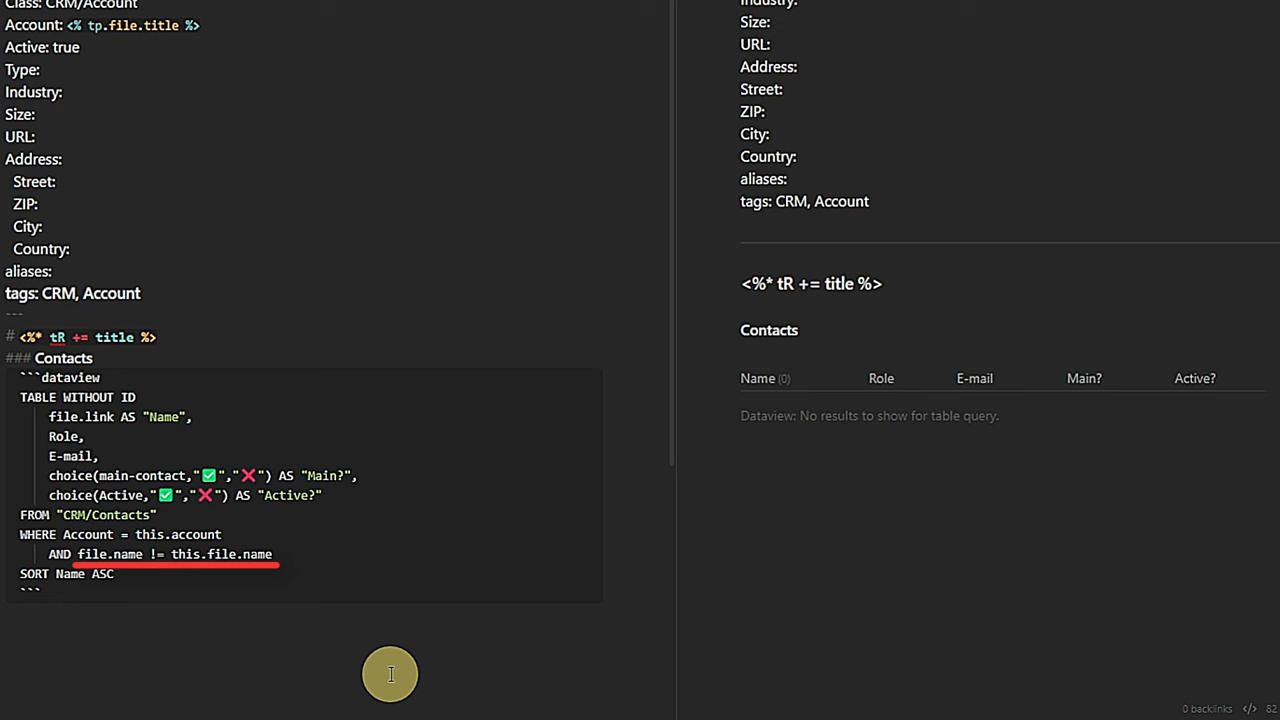 Class: CRM/Account
Account: <% tp.file.title %>
Active: true
Type:
Industry:
Size:
URL:
Address:
Street:
ZIP:
City:
Country:
aliases:
tags: CRM, Account
---
# <%* tR += title %>
### Contacts
```dataview
TABLE WITHOUT ID
file.link AS "Name",
Role,
E-mail,
choice(main-contact,"✅","❌") AS "Main?",
choice(Active,"✅","❌") AS "Active?"
FROM "CRM/Contacts"
WHERE Account = this.account
AND file.name != this.file.name
SORT Name ASC
```
Industry:
Size:
URL:
Address:
Street:
ZIP:
City:
Country:
aliases:
tags: CRM, Account
<%* tR += title %>
Contacts
Name (0) Role E-mail Main? Active?
Dataview: No results to show for table query.
0 backlinks </> 82